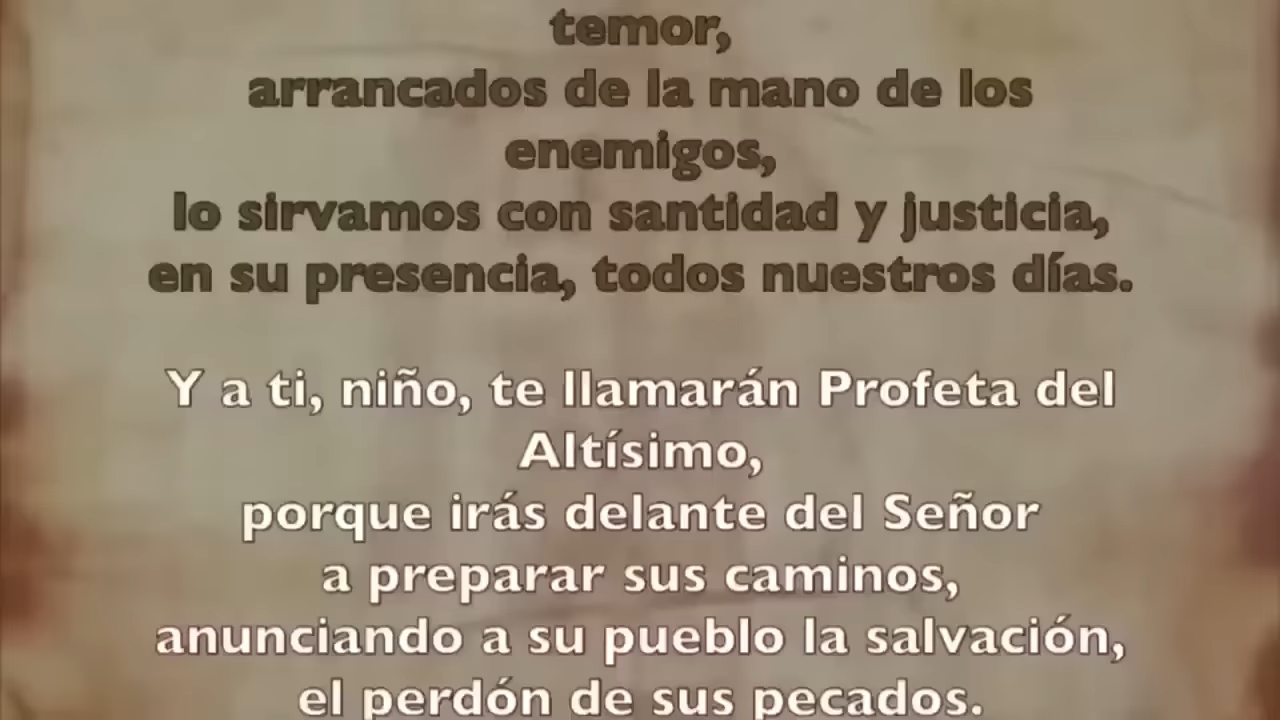 temor,
arrancados de la mano de los
enemigos,
lo sirvamos con santidad y justicia,
en su presencia, todos nuestros días.
Y a ti, niño, te llamarán Profeta del
Altísimo,
porque irás delante del Señor
a preparar sus caminos,
anunciando a su pueblo la salvación,
el perdón de sus pecados.